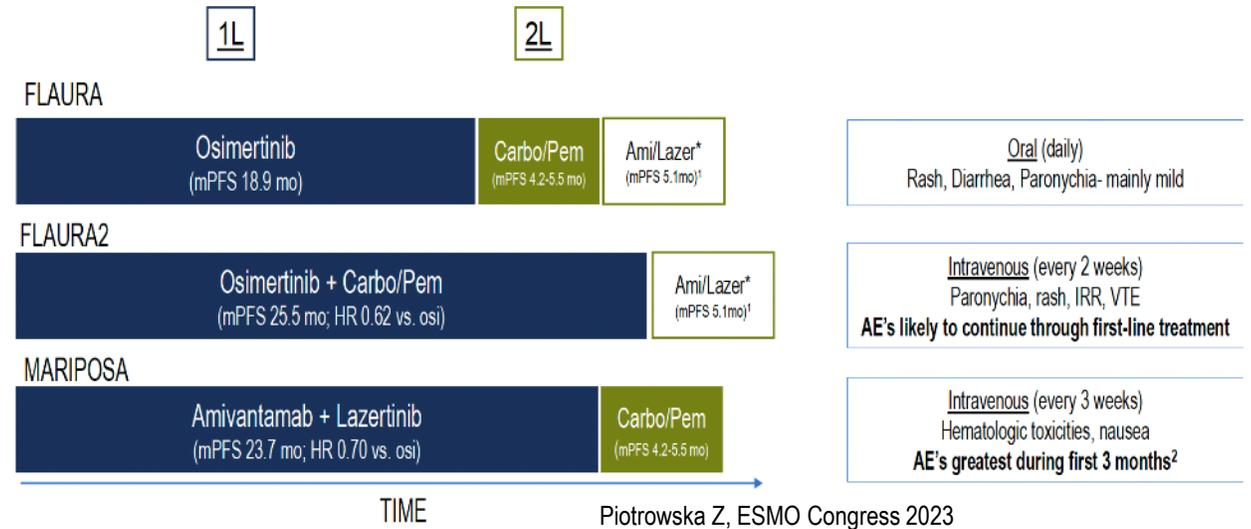 1L
2L
FLAURA
Osimertinib
(mPFS 18.9 mo)
Carbo/Pem
(mPFS 4.2-5.5 mo)
Ami/Lazer*
(mPFS 5.1mo)¹
Oral (daily)
Rash, Diarrhea, Paronychia- mainly mild
FLAURA2
Osimertinib + Carbo/Pem
(mPFS 25.5 mo; HR 0.62 vs. osi)
Ami/Lazer*
(mPFS 5.1mo)¹
Intravenous (every 2 weeks)
Paronychia, rash, IRR, VTE
AE's likely to continue through first-line treatment
MARIPOSA
Amivantamab + Lazertinib
(mPFS 23.7 mo; HR 0.70 vs. osi)
Carbo/Pem
(mPFS 4.2-5.5 mo)
Intravenous (every 3 weeks)
Hematologic toxicities, nausea
AE's greatest during first 3 months²
TIME
Piotrowska Z, ESMO Congress 2023